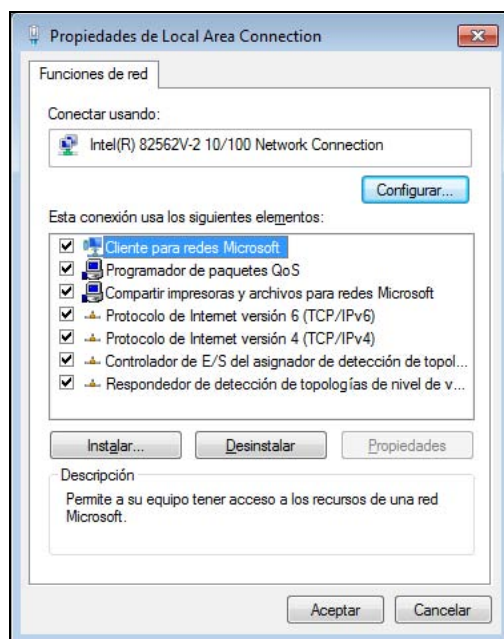 Propiedades de Local Area Connection
Funciones de red
Conectar usando:
Intel(R) 82562V-2 10/100 Network Connection
Configurar...
Esta conexión usa los siguientes elementos:
Cliente para redes Microsoft
Programador de paquetes QoS
Compartir impresoras y archivos para redes Microsoft
Protocolo de Internet versión 6 (TCP/IPv6)
Protocolo de Internet versión 4 (TCP/IPv4)
Controlador de E/S del asignador de detección de topol...
Respondedor de detección de topologías de nivel de v...
Instalar...
Desinstalar
Propiedades
Descripción
Permite a su equipo tener acceso a los recursos de una red
Microsoft.
Aceptar
Cancelar